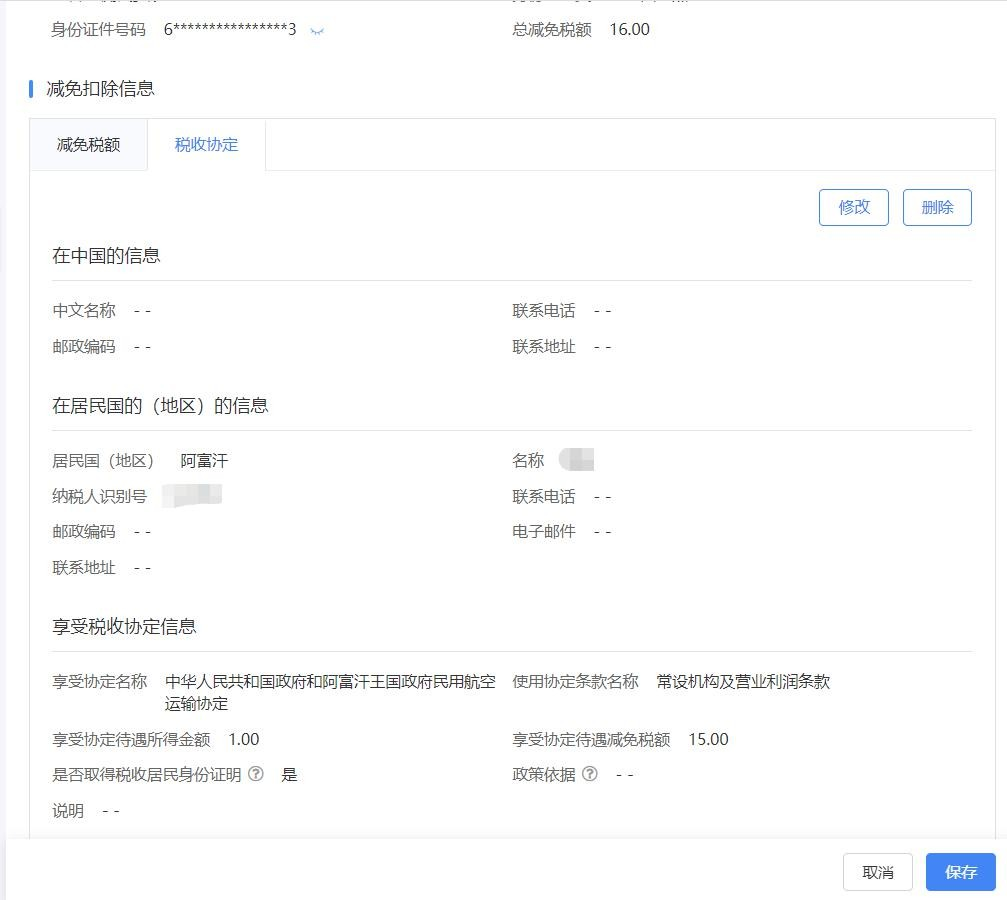 身份证件号码 6****************3
总减免税额 16.00
减免扣除信息
减免税额 税收协定
修改 删除
在中国的信息
中文名称 - -
联系电话 - -
邮政编码 - -
联系地址 - -
在居民国的（地区）的信息
居民国（地区） 阿富汗
名称
纳税人识别号
联系电话 - -
邮政编码 - -
电子邮件 - -
联系地址 - -
享受税收协定信息
享受协定名称 中华人民共和国政府和阿富汗王国政府民用航空
运输协定
使用协定条款名称 常设机构及营业利润条款
享受协定待遇所得金额 1.00
享受协定待遇减免税额 15.00
是否取得税收居民身份证明 ? 是
政策依据 ? - -
说明 - -
取消 保存